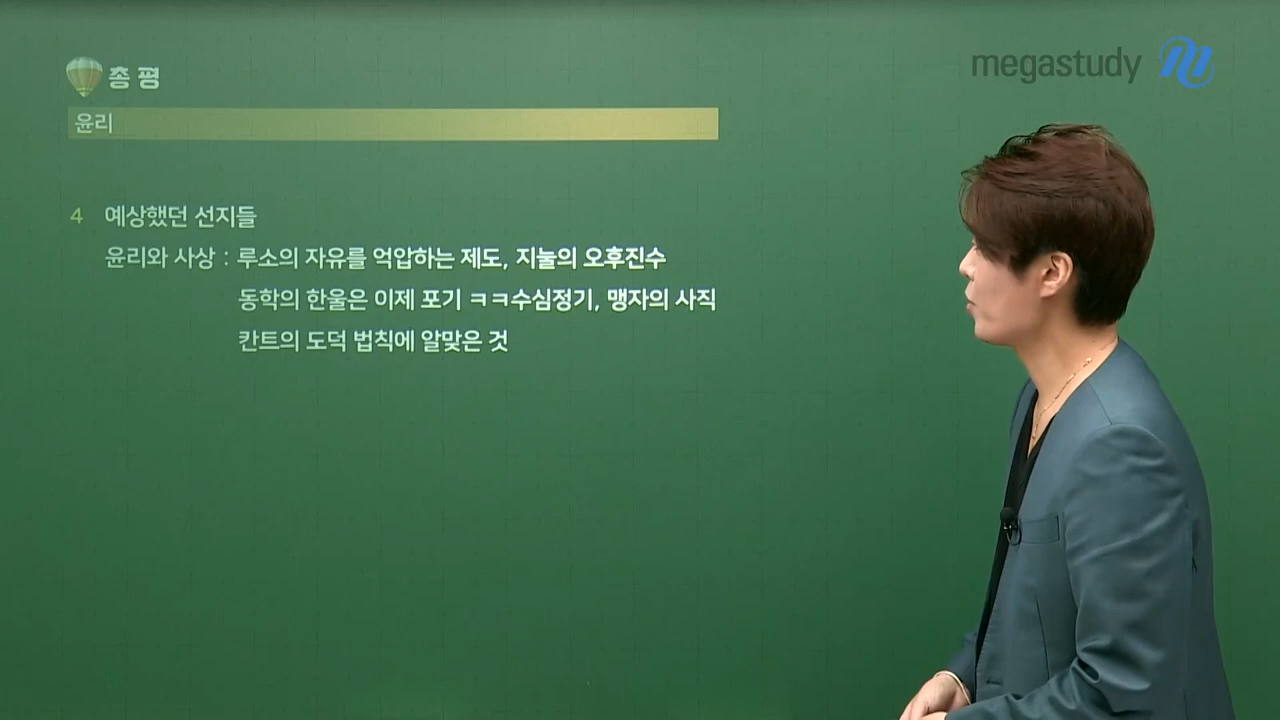 총평
megastudy
윤리
4 예상했던 선지들
윤리와 사상 : 루소의 자유를 억압하는 제도, 지눌의 오후진수
동학의 한울은 이제 포기 ㅋㅋ수심정기, 맹자의 사직
칸트의 도덕 법칙에 알맞은 것